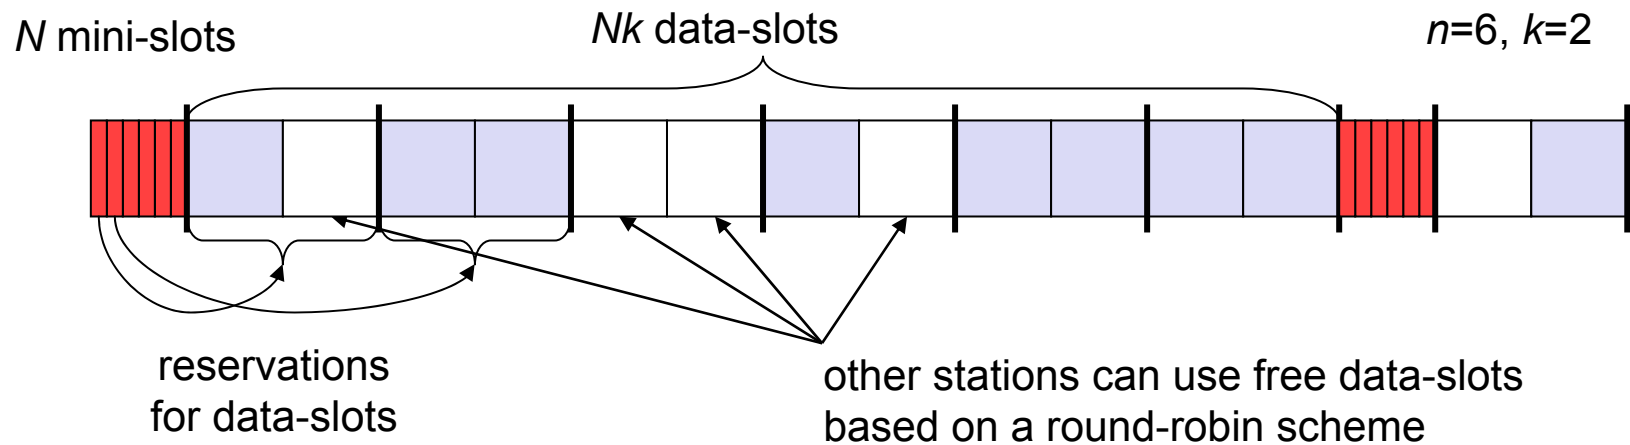 N mini-slots
Nk data-slots
n=6, k=2
reservations
for data-slots
other stations can use free data-slots
based on a round-robin scheme